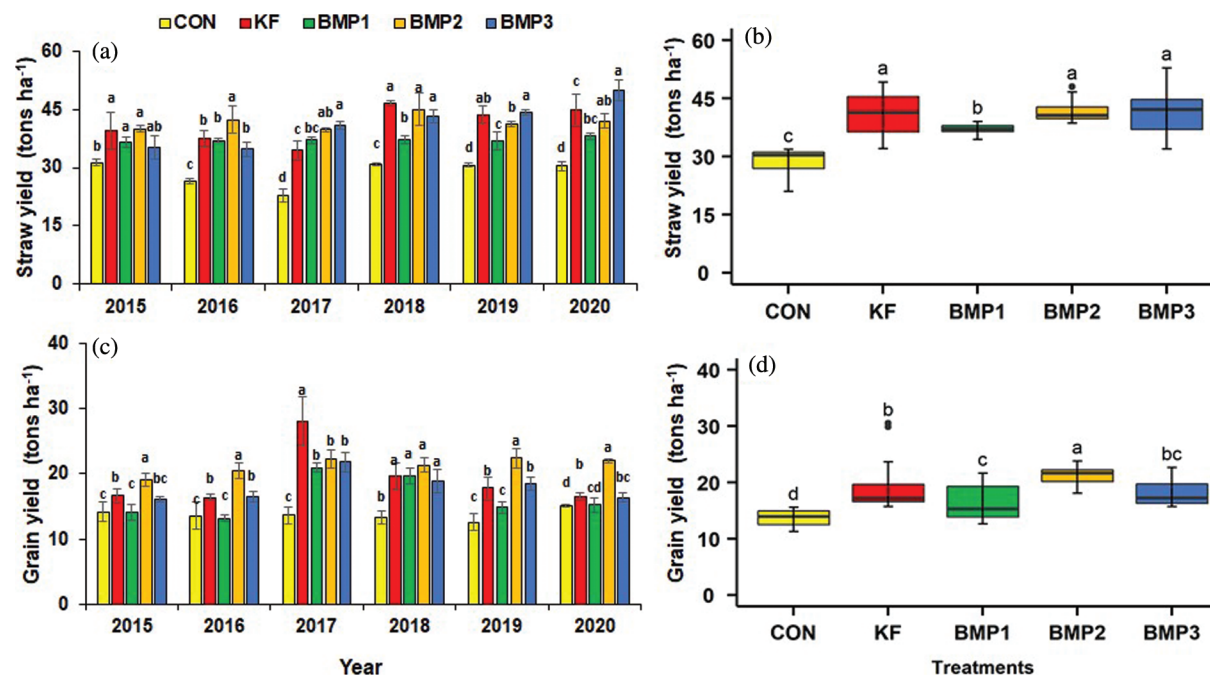 CON KF BMP1 BMP2 BMP3
(a)
Straw yield (tons ha-1)
60
45
30
15
0
b a a a ab
c b b a b
d c bc ab a
c a b a a
d ab c b a
d c bc ab a
2015 2016 2017 2018 2019 2020
(b)
Straw yield (tons ha-1)
60
45
30
15
0
c a b a a
CON KF BMP1 BMP2 BMP3
(c)
Grain yield (tons ha-1)
40
30
20
10
0
c b c a bc
c b c a b
c a b b b
b a a a a
c b c a b
d b cd a bc
2015 2016 2017 2018 2019 2020
Year
(d)
Grain yield (tons ha-1)
40
30
20
10
0
d b c a bc
CON KF BMP1 BMP2 BMP3
Treatments